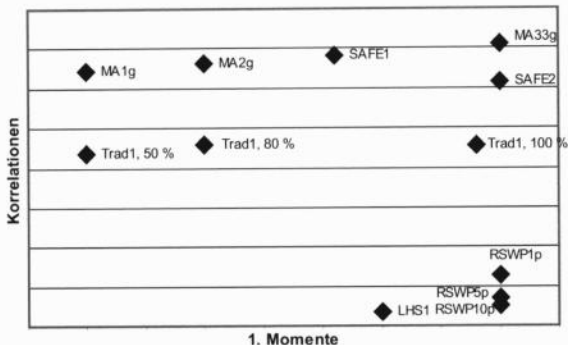 MA33g
SAFE1
MA2g
MA1g
SAFE2
Trad1, 50 %
Trad1, 80 %
Trad1, 100 %
RSWP1p
RSWP5p
LHS1
RSWP10p
Korrelationen
1. Momente